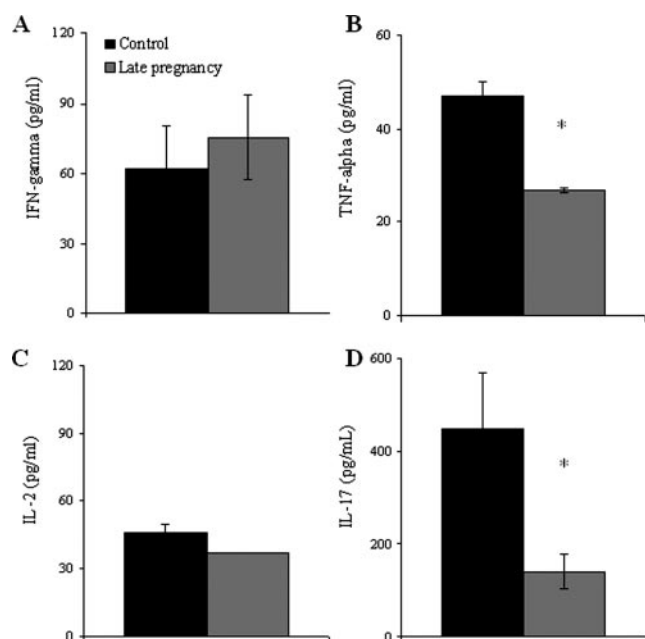 A
120
90
60
30
0
IFN-gamma (pg/ml)
Control
Late pregnancy
B
60
40
20
0
TNF-alpha (pg/ml)
*
C
120
90
60
30
0
IL-2 (pg/ml)
D
600
400
200
0
IL-17 (pg/mL)
*